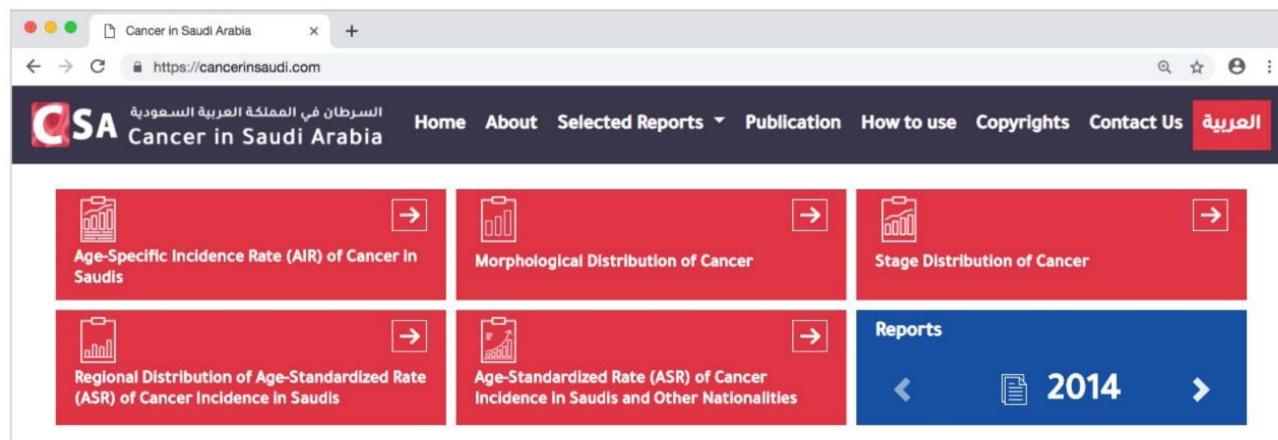 Cancer in Saudi Arabia
https://cancerinsaudi.com
CSA
السرطان في المملكة العربية السعودية
Cancer in Saudi Arabia
Home About Selected Reports Publication How to use Copyrights Contact Us العربية
Age-Specific Incidence Rate (AIR) of Cancer in
Saudis
Morphological Distribution of Cancer
Stage Distribution of Cancer
Regional Distribution of Age-Standardized Rate
(ASR) of Cancer Incidence in Saudis
Age-Standardized Rate (ASR) of Cancer
Incidence in Saudis and Other Nationalities
Reports
2014